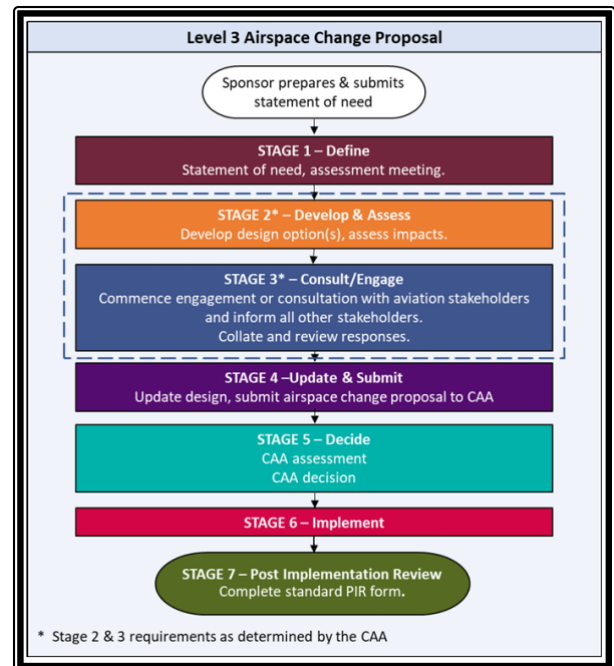 Level 3 Airspace Change Proposal
Sponsor prepares & submits
statement of need
STAGE 1 – Define
Statement of need, assessment meeting.
STAGE 2* – Develop & Assess
Develop design option(s), assess impacts.
STAGE 3* – Consult/Engage
Commence engagement or consultation with aviation stakeholders
and inform all other stakeholders.
Collate and review responses.
STAGE 4 –Update & Submit
Update design, submit airspace change proposal to CAA
STAGE 5 – Decide
CAA assessment
CAA decision
STAGE 6 – Implement
STAGE 7 – Post Implementation Review
Complete standard PIR form.
* Stage 2 & 3 requirements as determined by the CAA